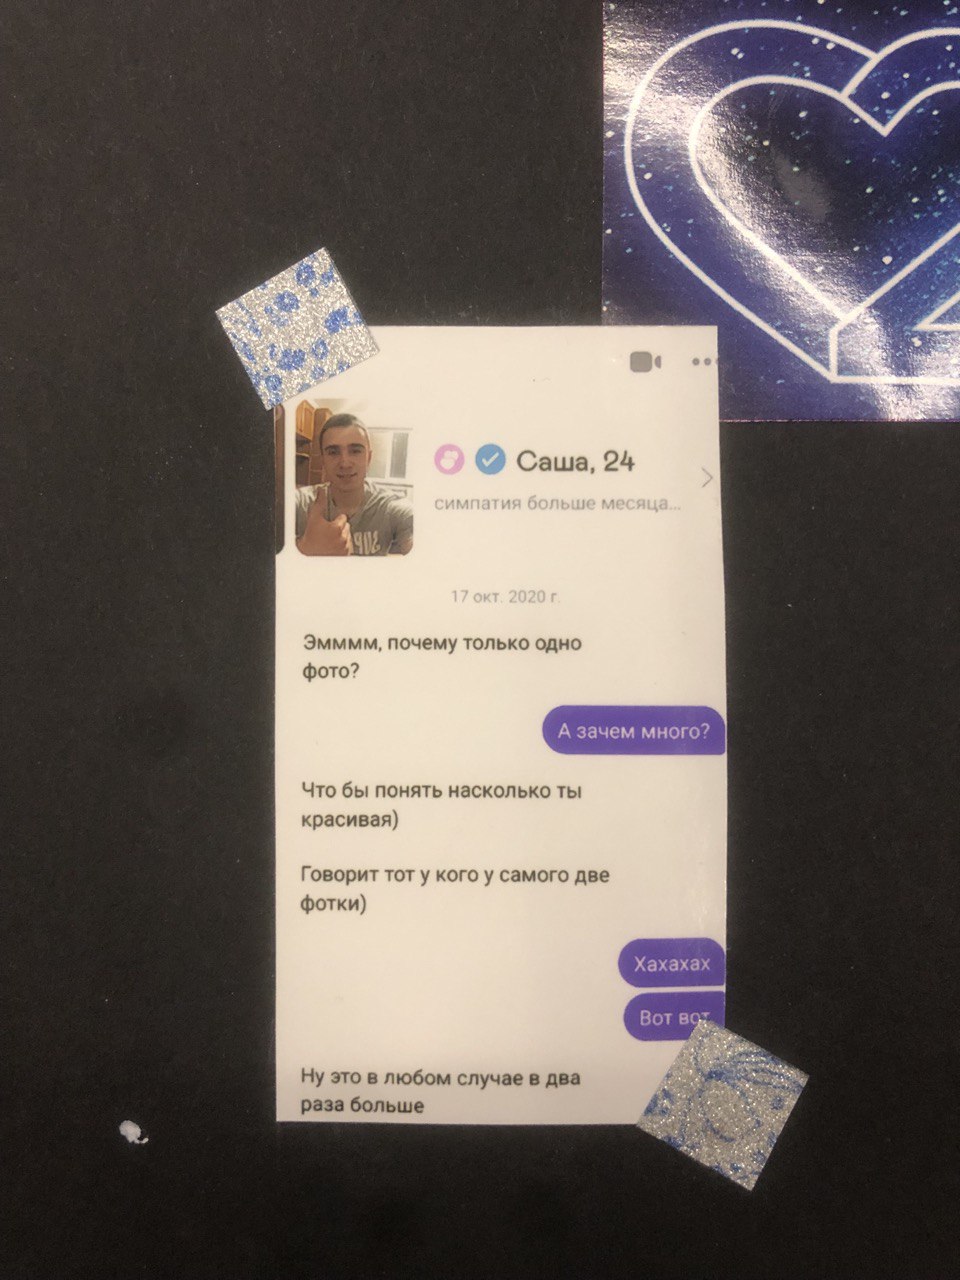 Саша, 24
симпатия больше месяца...
17 окт. 2020 г.
Эмммм, почему только одно
фото?
А зачем много?
Что бы понять насколько ты
красивая)
Говорит тот у кого у самого две
фотки)
Хахахах
Вот вот
Ну это в любом случае в два
раза больше